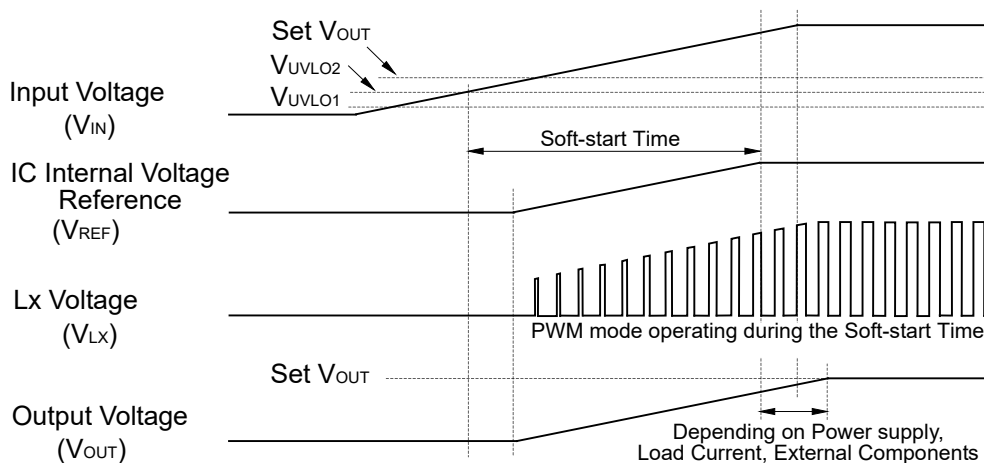 Set VOUT
VUVLO2
VUVLO1
Input Voltage
(VIN)
Soft-start Time
IC Internal Voltage
Reference
(VREF)
Lx Voltage
(VLX)
PWM mode operating during the Soft-start Time
Set VOUT
Output Voltage
(VOUT)
Depending on Power supply,
Load Current, External Components